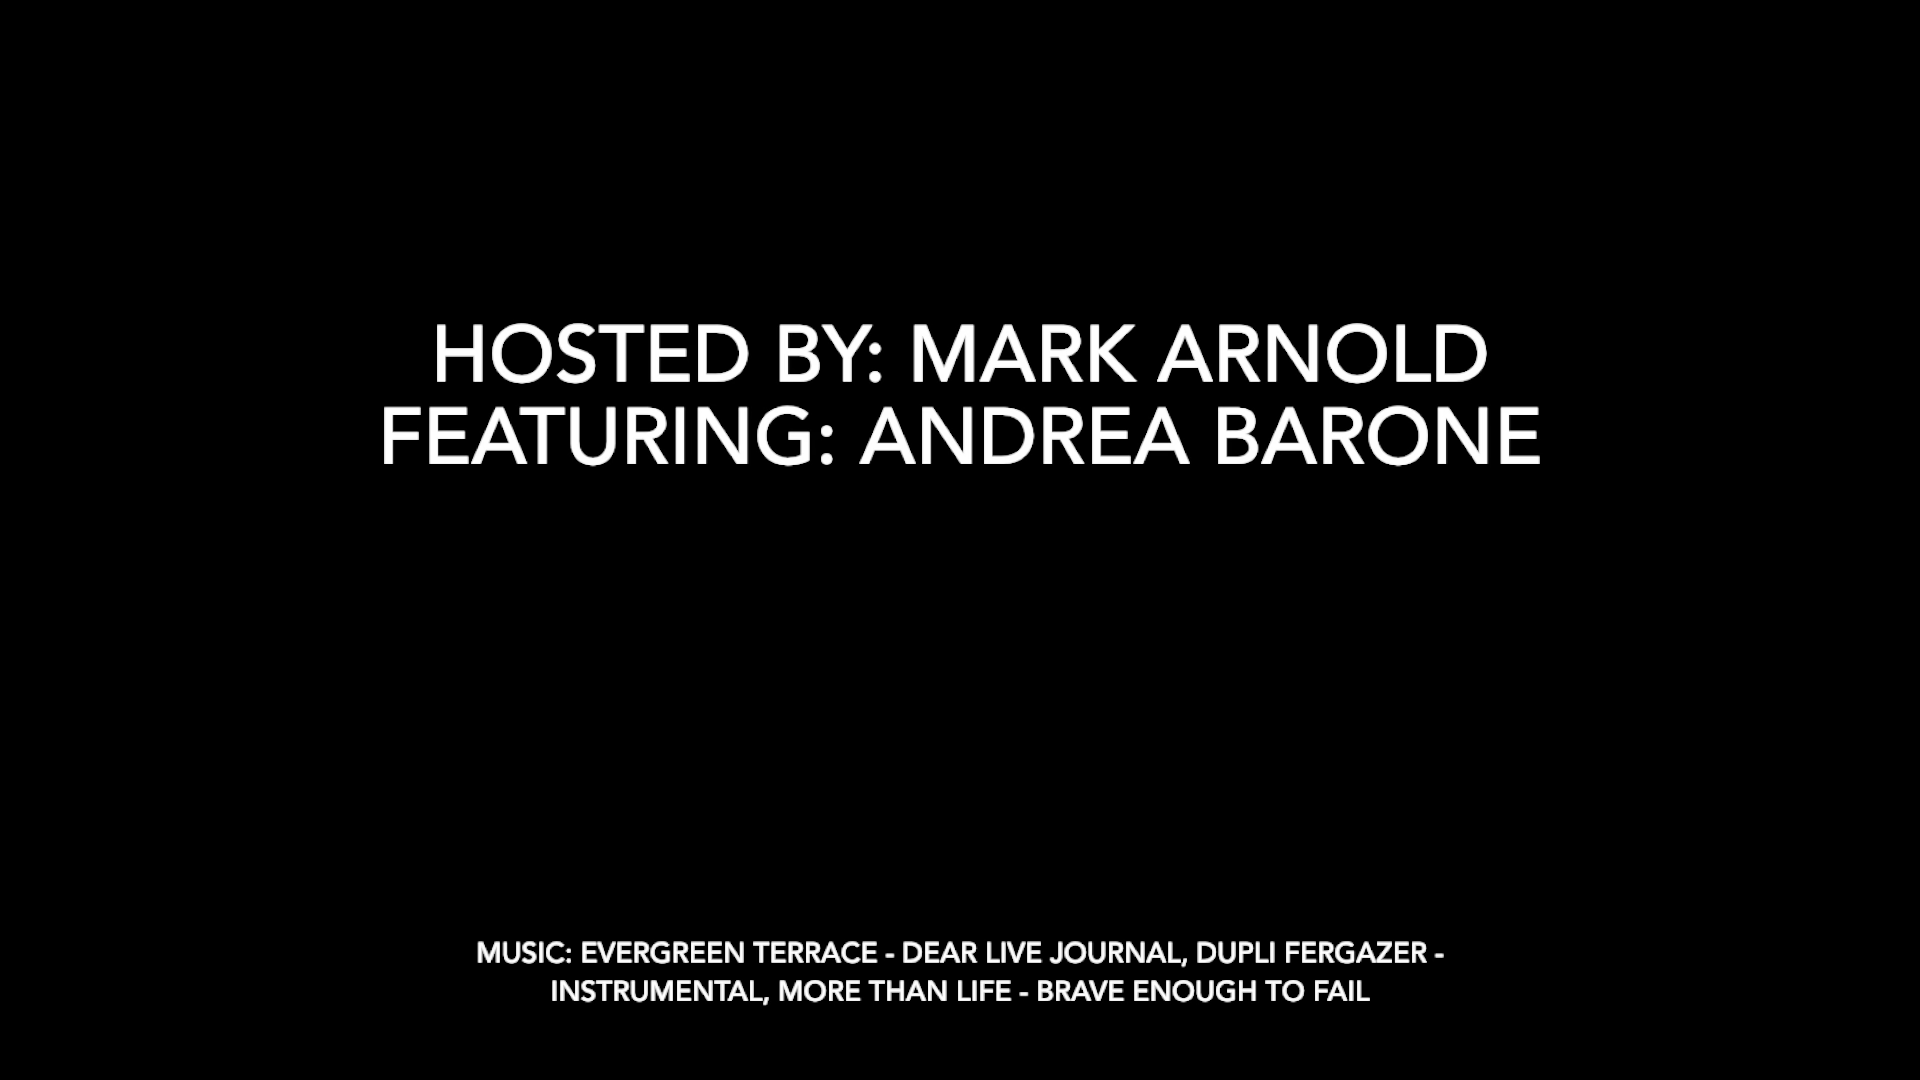 HOSTED BY: MARK ARNOLD
FEATURING: ANDREA BARONE
MUSIC: EVERGREEN TERRACE - DEAR LIVE JOURNAL, DUPLI FERGAZER -
INSTRUMENTAL, MORE THAN LIFE - BRAVE ENOUGH TO FAIL